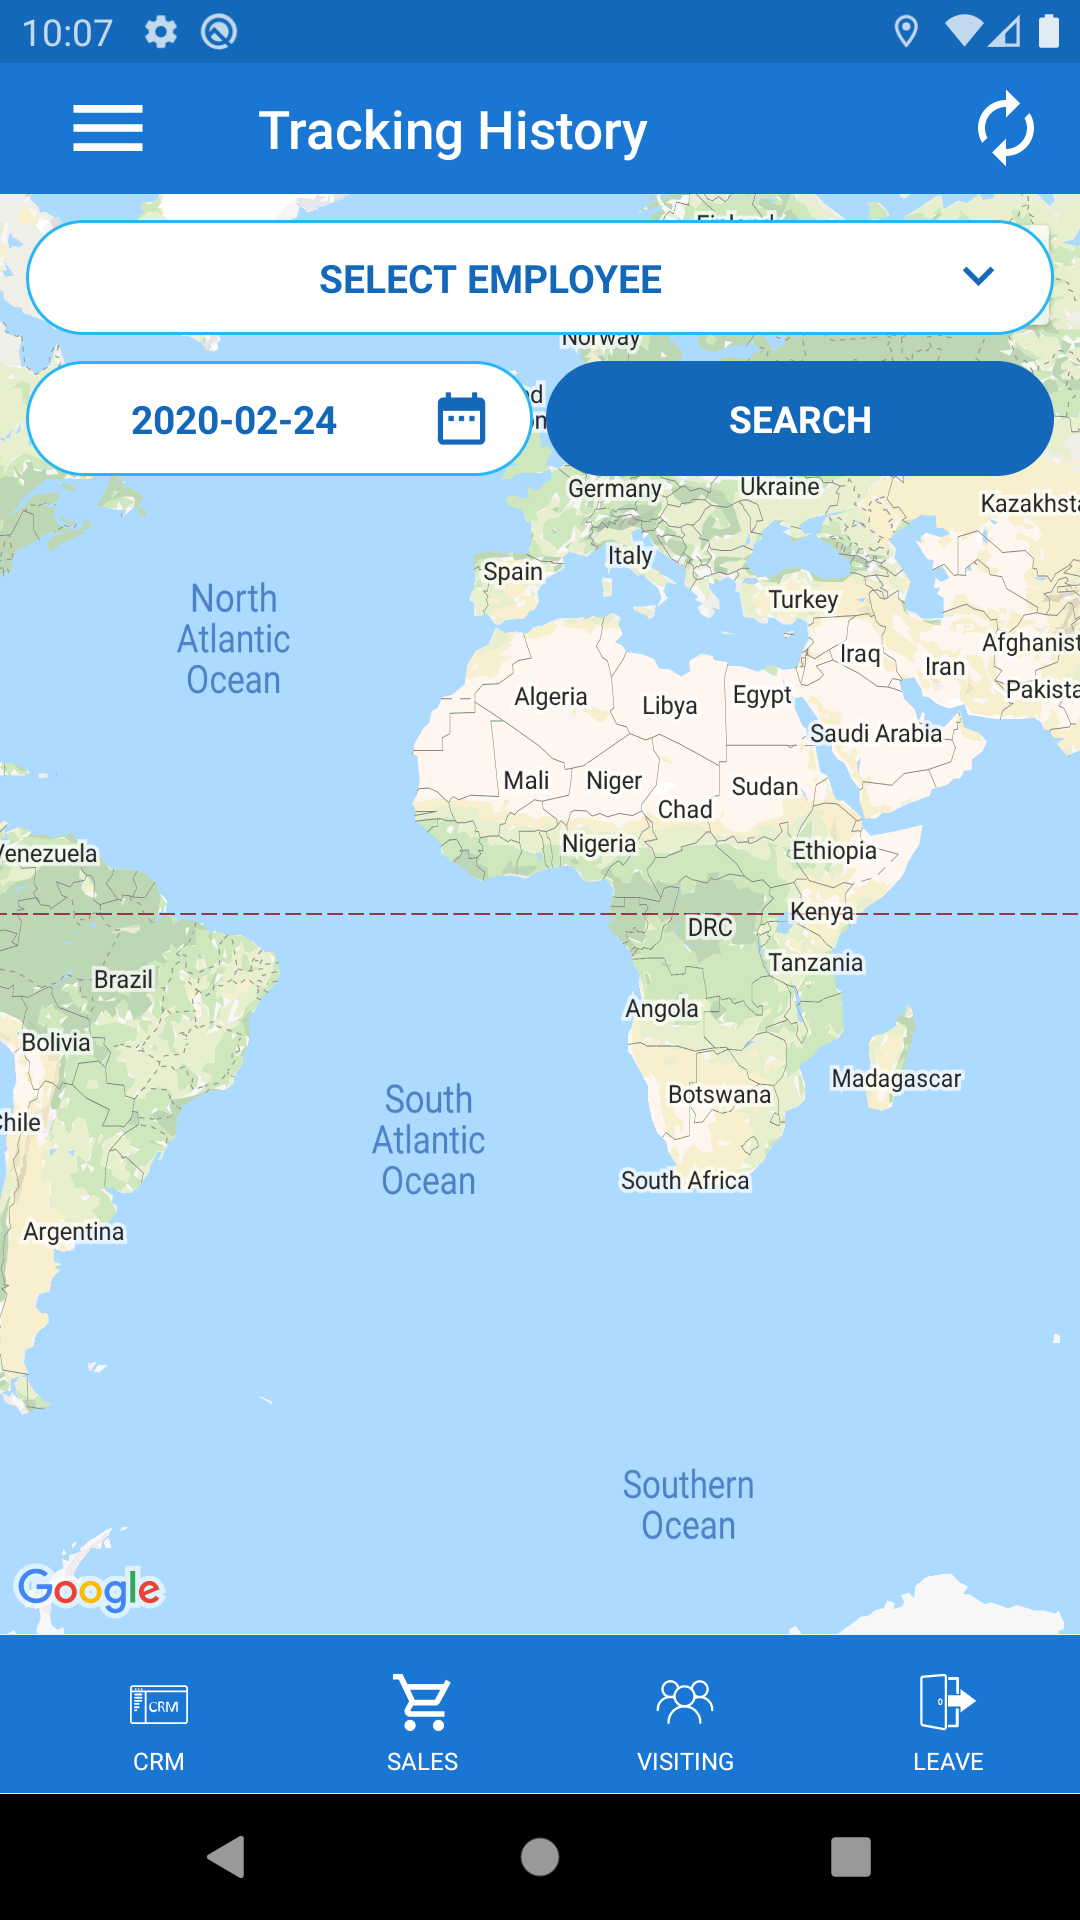 10:07
Tracking History
SELECT EMPLOYEE
Norway
2020-02-24
SEARCH
Germany
Ukraine
Kazakhsta
Italy
Spain
Turkey
North
Atlantic
Ocean
Iraq
Iran
Afghanist
Pakista
Algeria
Libya
Egypt
Saudi Arabia
Mali
Niger
Chad
Sudan
Nigeria
Ethiopia
Venezuela
Kenya
DRC
Tanzania
Brazil
Angola
Bolivia
Madagascar
Botswana
South
Atlantic
Ocean
Chile
South Africa
Argentina
Southern
Ocean
Google
CRM
CRM
SALES
VISITING
LEAVE